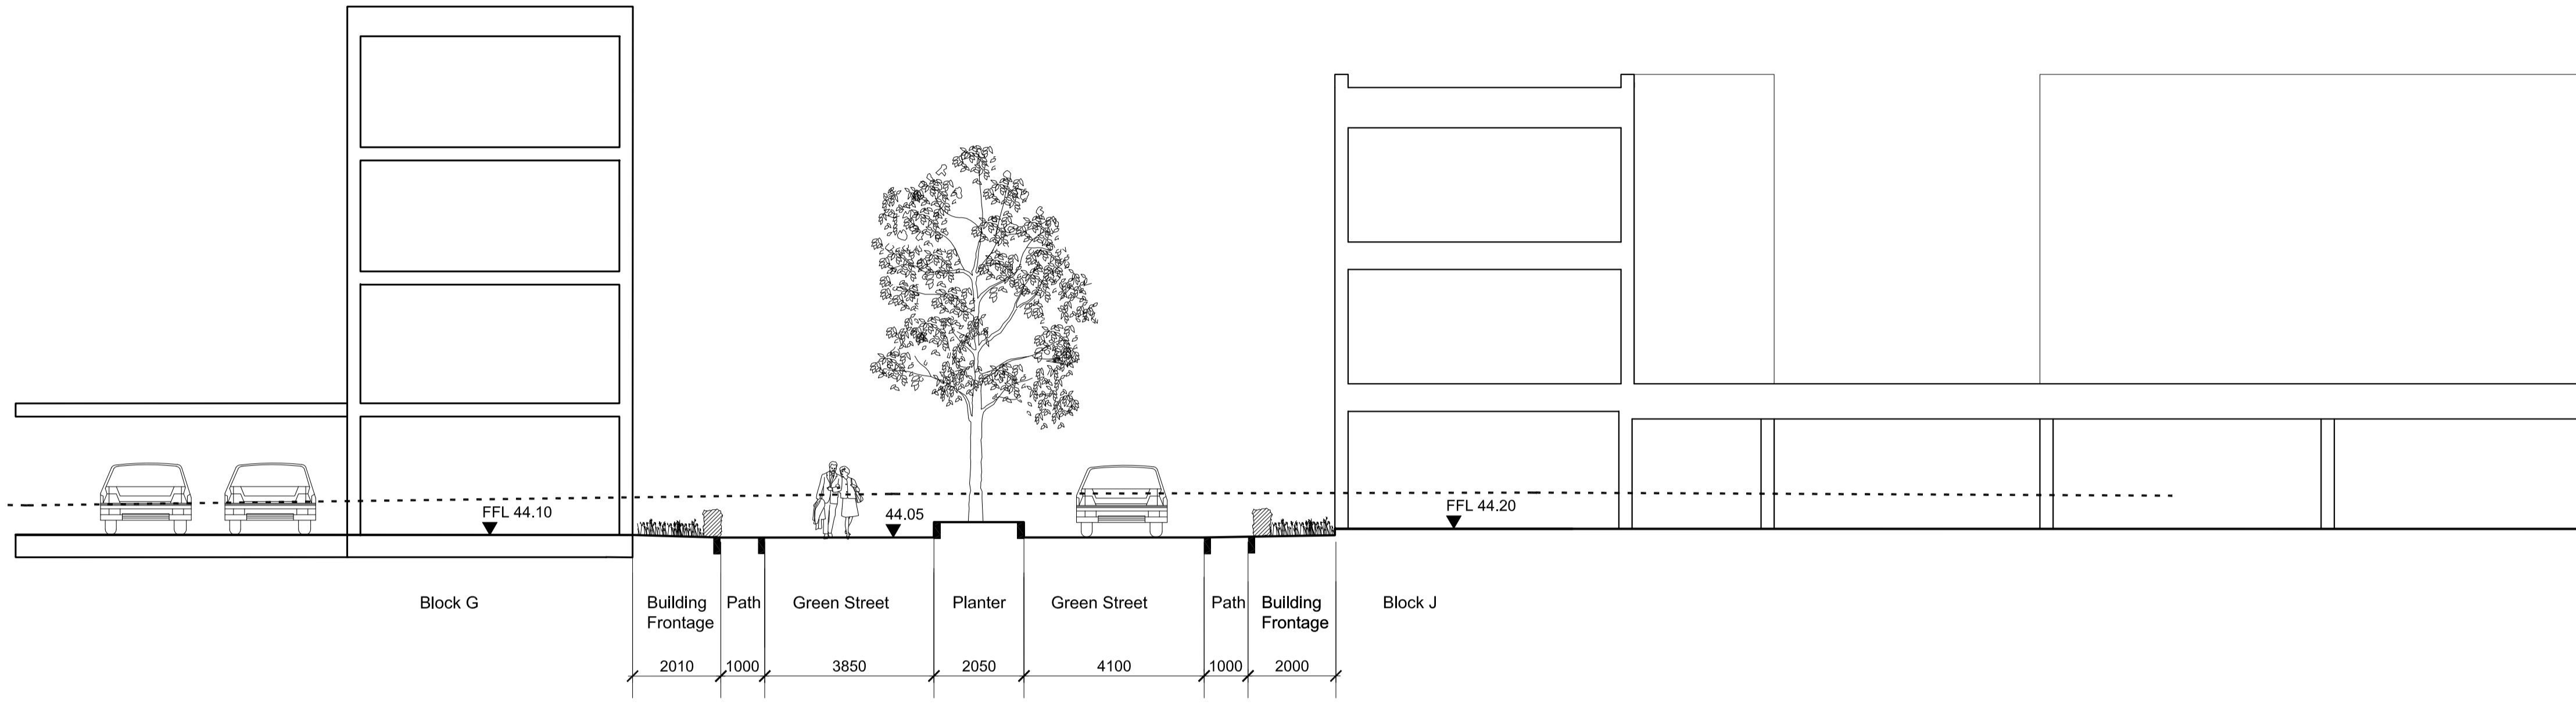 FFL 44.10
44.05
FFL 44.20
Block G
Building
Frontage
Path
Green Street
Planter
Green Street
Path
Building
Frontage
Block J
2010
1000
3850
2050
4100
1000
2000